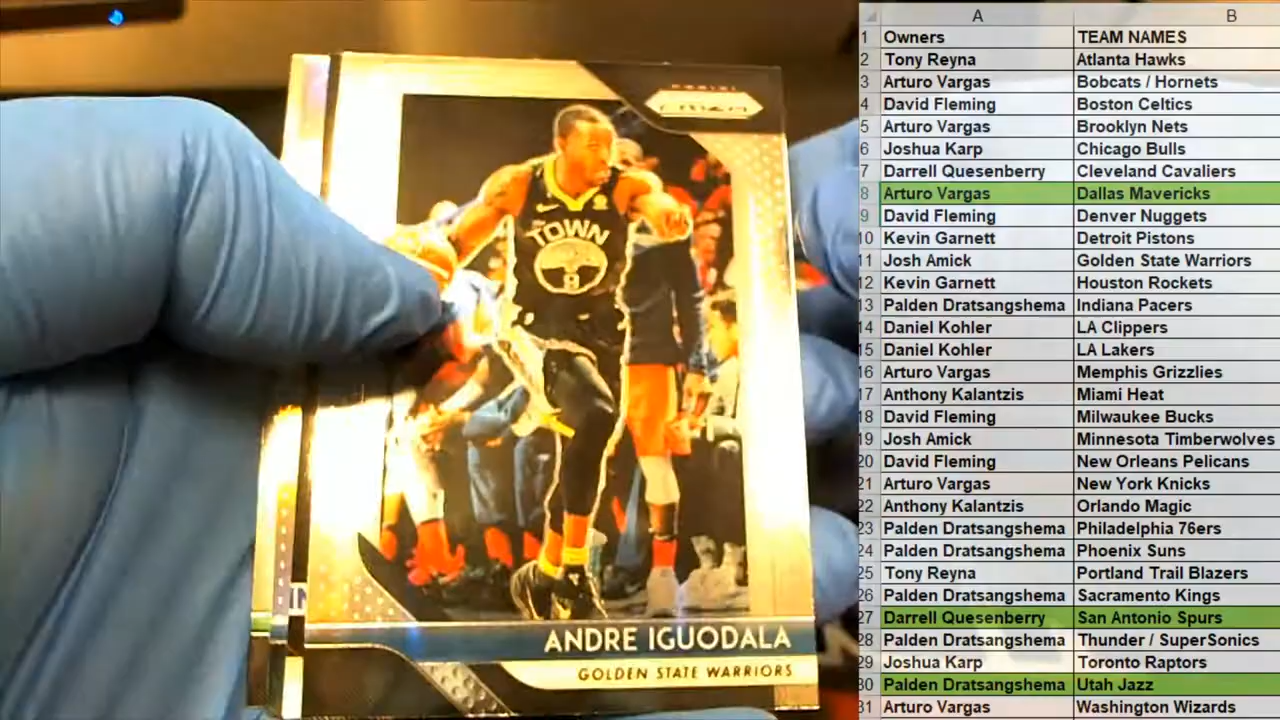 PANINI
PRIZM
TOWN
9
ANDRE IGUODALA
GOLDEN STATE WARRIORS
A B
1 Owners TEAM NAMES
2 Tony Reyna Atlanta Hawks
3 Arturo Vargas Bobcats / Hornets
4 David Fleming Boston Celtics
5 Arturo Vargas Brooklyn Nets
6 Joshua Karp Chicago Bulls
7 Darrell Quesenberry Cleveland Cavaliers
8 Arturo Vargas Dallas Mavericks
9 David Fleming Denver Nuggets
10 Kevin Garnett Detroit Pistons
11 Josh Amick Golden State Warriors
12 Kevin Garnett Houston Rockets
13 Palden Dratsangshema Indiana Pacers
14 Daniel Kohler LA Clippers
15 Daniel Kohler LA Lakers
16 Arturo Vargas Memphis Grizzlies
17 Anthony Kalantzis Miami Heat
18 David Fleming Milwaukee Bucks
19 Josh Amick Minnesota Timberwolves
20 David Fleming New Orleans Pelicans
21 Arturo Vargas New York Knicks
22 Anthony Kalantzis Orlando Magic
23 Palden Dratsangshema Philadelphia 76ers
24 Palden Dratsangshema Phoenix Suns
25 Tony Reyna Portland Trail Blazers
26 Palden Dratsangshema Sacramento Kings
27 Darrell Quesenberry San Antonio Spurs
28 Palden Dratsangshema Thunder / SuperSonics
29 Joshua Karp Toronto Raptors
30 Palden Dratsangshema Utah Jazz
31 Arturo Vargas Washington Wizards